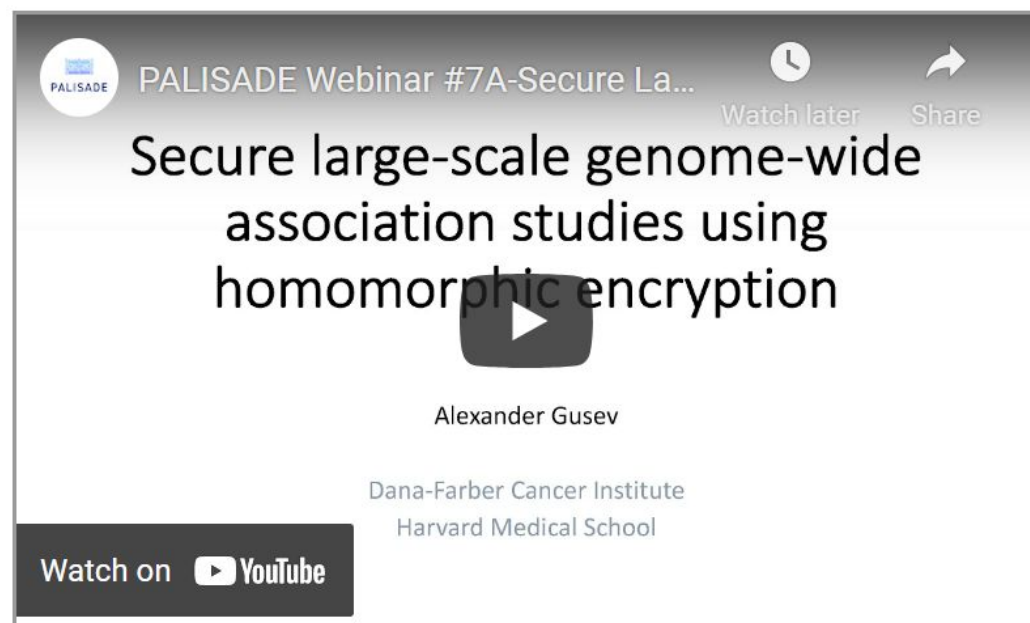 PALISADE
PALISADE Webinar #7A-Secure La...
Watch later
Share
Secure large-scale genome-wide
association studies using
homomorphic encryption
Alexander Gusev
Dana-Farber Cancer Institute
Harvard Medical School
Watch on YouTube